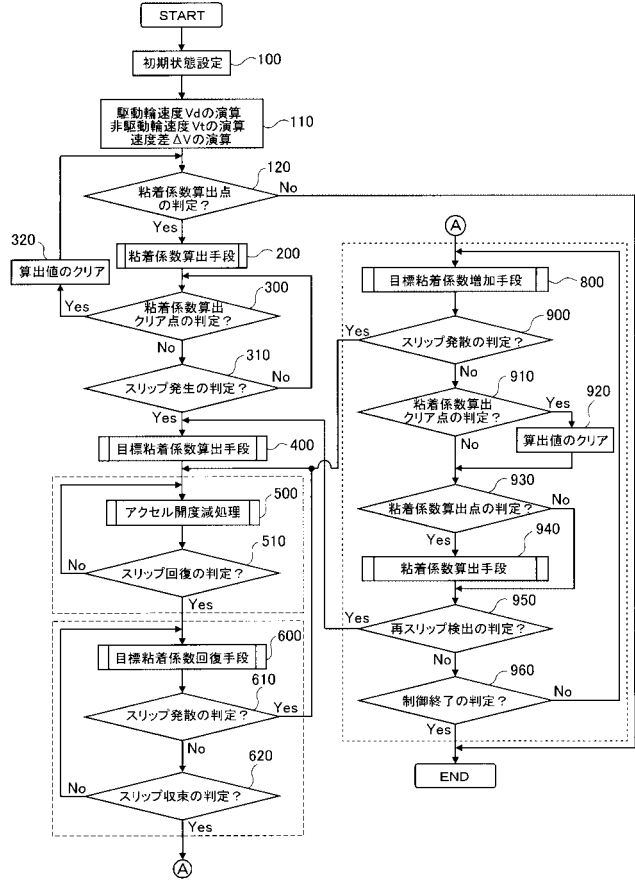 START
初期状態設定
100
駆動輪速度Vdの演算
非駆動輪速度Vtの演算
速度差ΔVの演算
110
120
粘着係数算出点
の判定?
No
Yes
320
算出値のクリア
粘着係数算出手段
200
300
粘着係数算出
クリア点の判定?
Yes
No
310
スリップ発生の判定?
No
Yes
目標粘着係数算出手段
400
アクセル開度減処理
500
510
スリップ回復の判定?
No
Yes
目標粘着係数回復手段
600
610
スリップ発散の判定?
Yes
No
620
スリップ収束の判定?
No
Yes
A
A
目標粘着係数増加手段
800
900
スリップ発散の判定?
Yes
No
910
粘着係数算出
クリア点の判定?
Yes
920
算出値のクリア
No
930
粘着係数算出点の判定?
No
Yes
940
粘着係数算出手段
950
再スリップ検出の判定?
Yes
No
960
制御終了の判定?
No
Yes
END